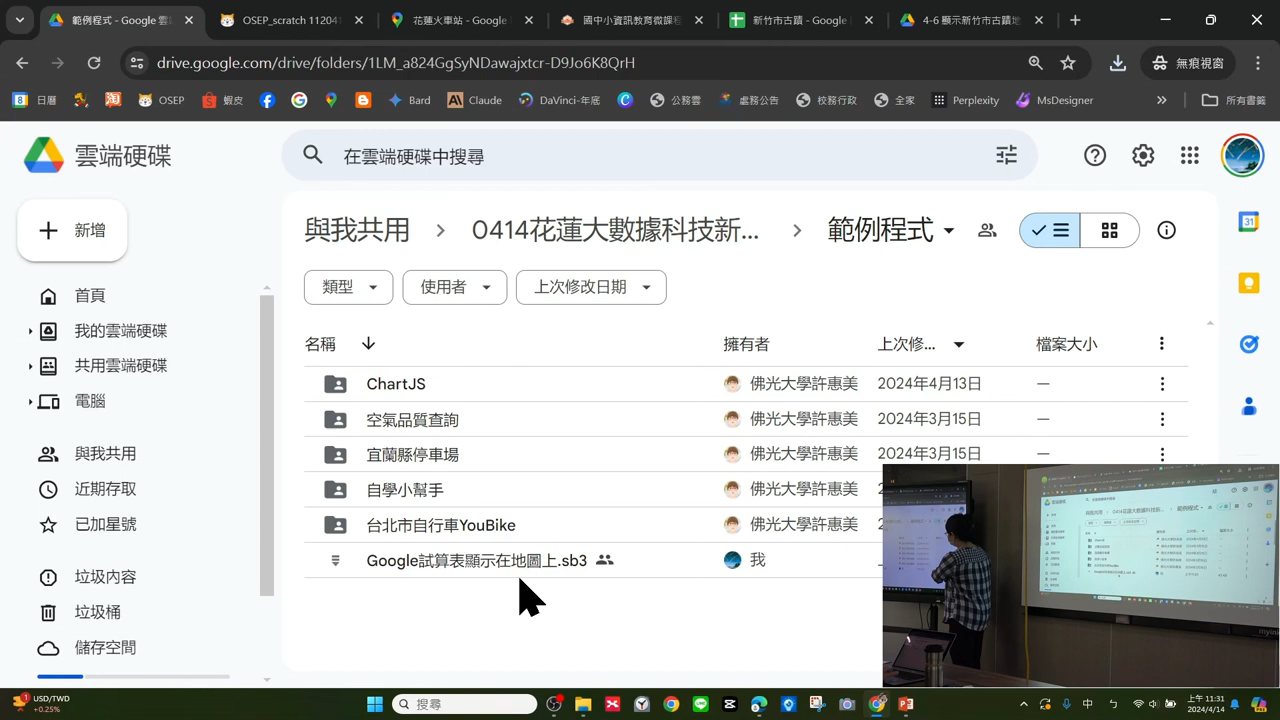 範例程式 - Google 雲
OSEP_scratch 11204
花蓮火車站 - Google
國中小資訊教育
新竹市古蹟 - Google
4-6 顯示新竹市古蹟地
drive.google.com/drive/folders/1LM_a824GgSyNDawajxtcr-D9Jo6K8QrH
無痕視窗
日曆
淘
OSEP
蝦皮
Bard
Claude
DaVinci-年底
公務雲
處務公告
校務行政
全家
Perplexity
MsDesigner
所有書籤
雲端硬碟
在雲端硬碟中搜尋
新增
與我共用
0414花蓮大數據科技新...
範例程式
首頁
我的雲端硬碟
共用雲端硬碟
電腦
與我共用
近期存取
已加星號
垃圾內容
垃圾桶
儲存空間
類型
使用者
上次修改日期
名稱
擁有者
上次修...
檔案大小
ChartJS
佛光大學許惠美
2024年4月13日
—
空氣品質查詢
佛光大學許惠美
2024年3月15日
—
宜蘭縣停車場
佛光大學許惠美
2024年3月15日
—
自學小幫手
佛光大學許惠美
2
台北市自行車YouBike
佛光大學許惠美
2
Google試算表顯示在地圖上.sb3
我
2
USD/TWD
+0.25%
搜尋
中
上午 11:31
2024/4/14